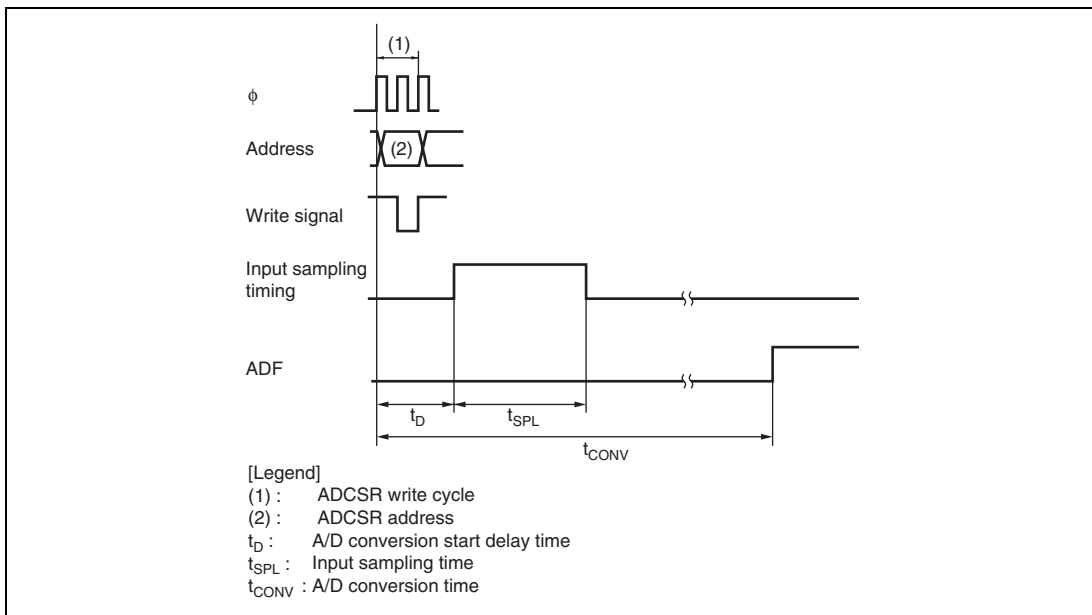 (1)
φ
Address
(2)
Write signal
Input sampling
timing
ADF
tD
tSPL
tCONV
[Legend]
(1) : ADCSR write cycle
(2) : ADCSR address
tD : A/D conversion start delay time
tSPL : Input sampling time
tCONV : A/D conversion time